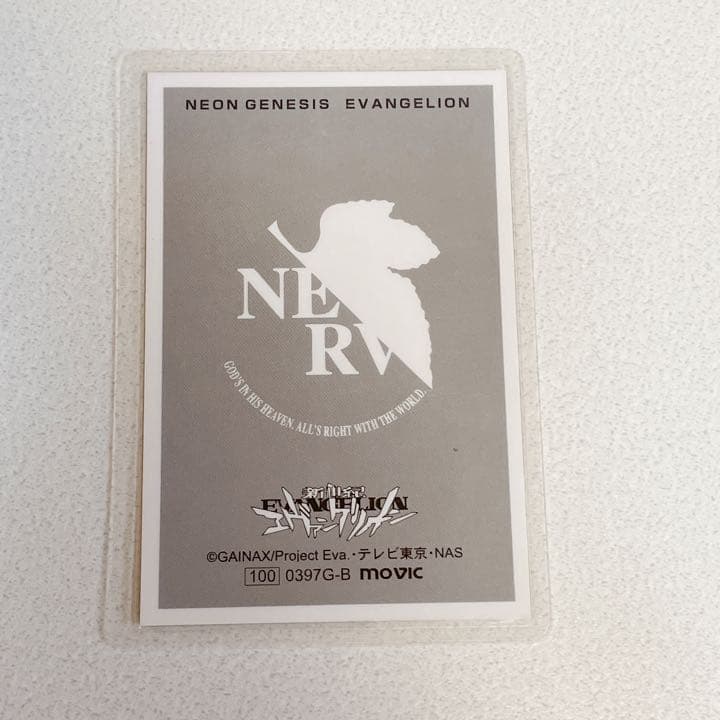 NEON GENESIS EVANGELION
NERV
GOD'S IN HIS HEAVEN. ALL'S RIGHT WITH THE WORLD.
新世紀
EVANGELION
エヴァンゲリオン
©GAINAX/Project Eva.・テレビ東京・NAS
100 0397G-B movic